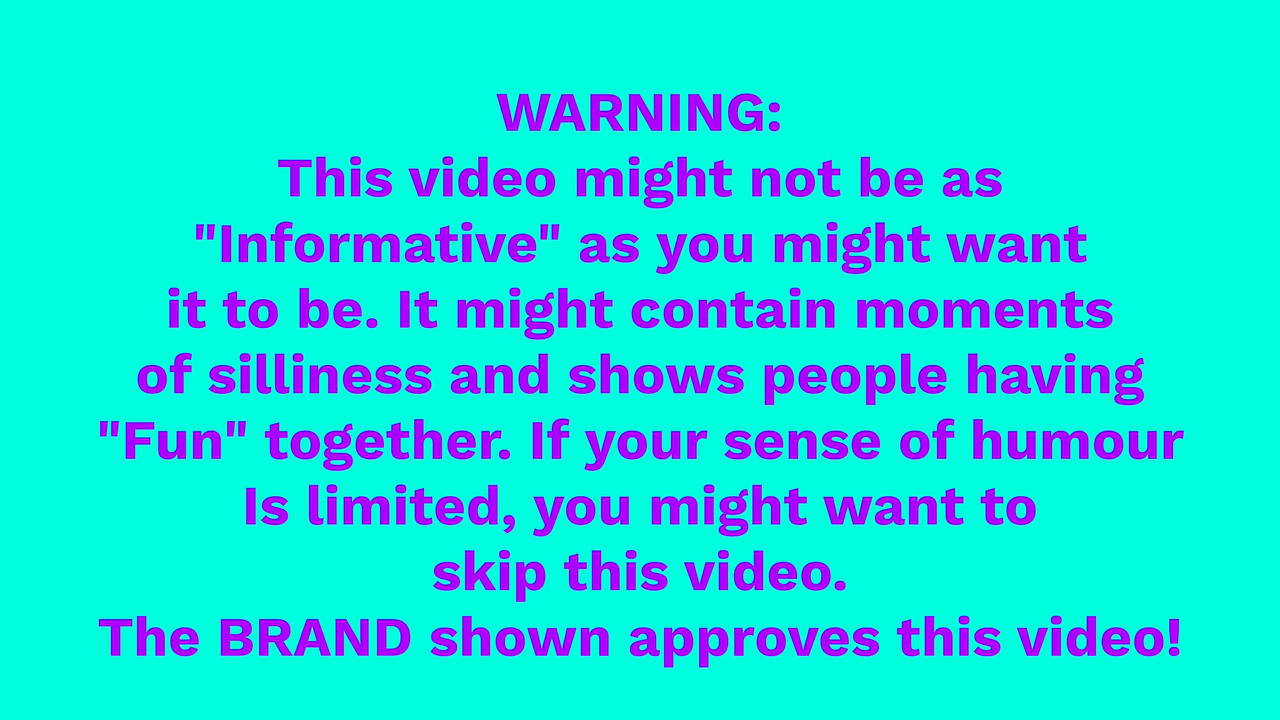 WARNING:
This video might not be as
"Informative" as you might want
it to be. It might contain moments
of silliness and shows people having
"Fun" together. If your sense of humour
Is limited, you might want to
skip this video.
The BRAND shown approves this video!